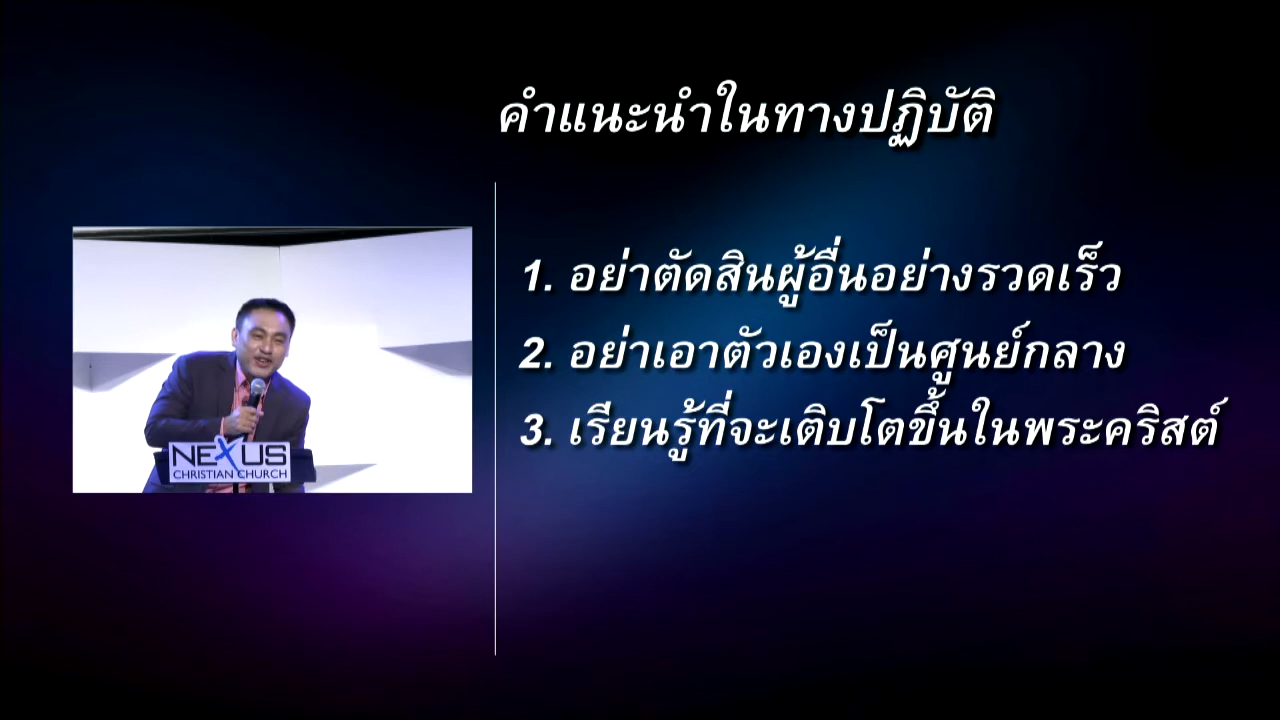 คำแนะนำในทางปฏิบัติ
1. อย่าตัดสินผู้อื่นอย่างรวดเร็ว
2. อย่าเอาตัวเองเป็นศูนย์กลาง
3. เรียนรู้ที่จะเติบโตขึ้นในพระคริสต์
NEXUS
CHRISTIAN CHURCH